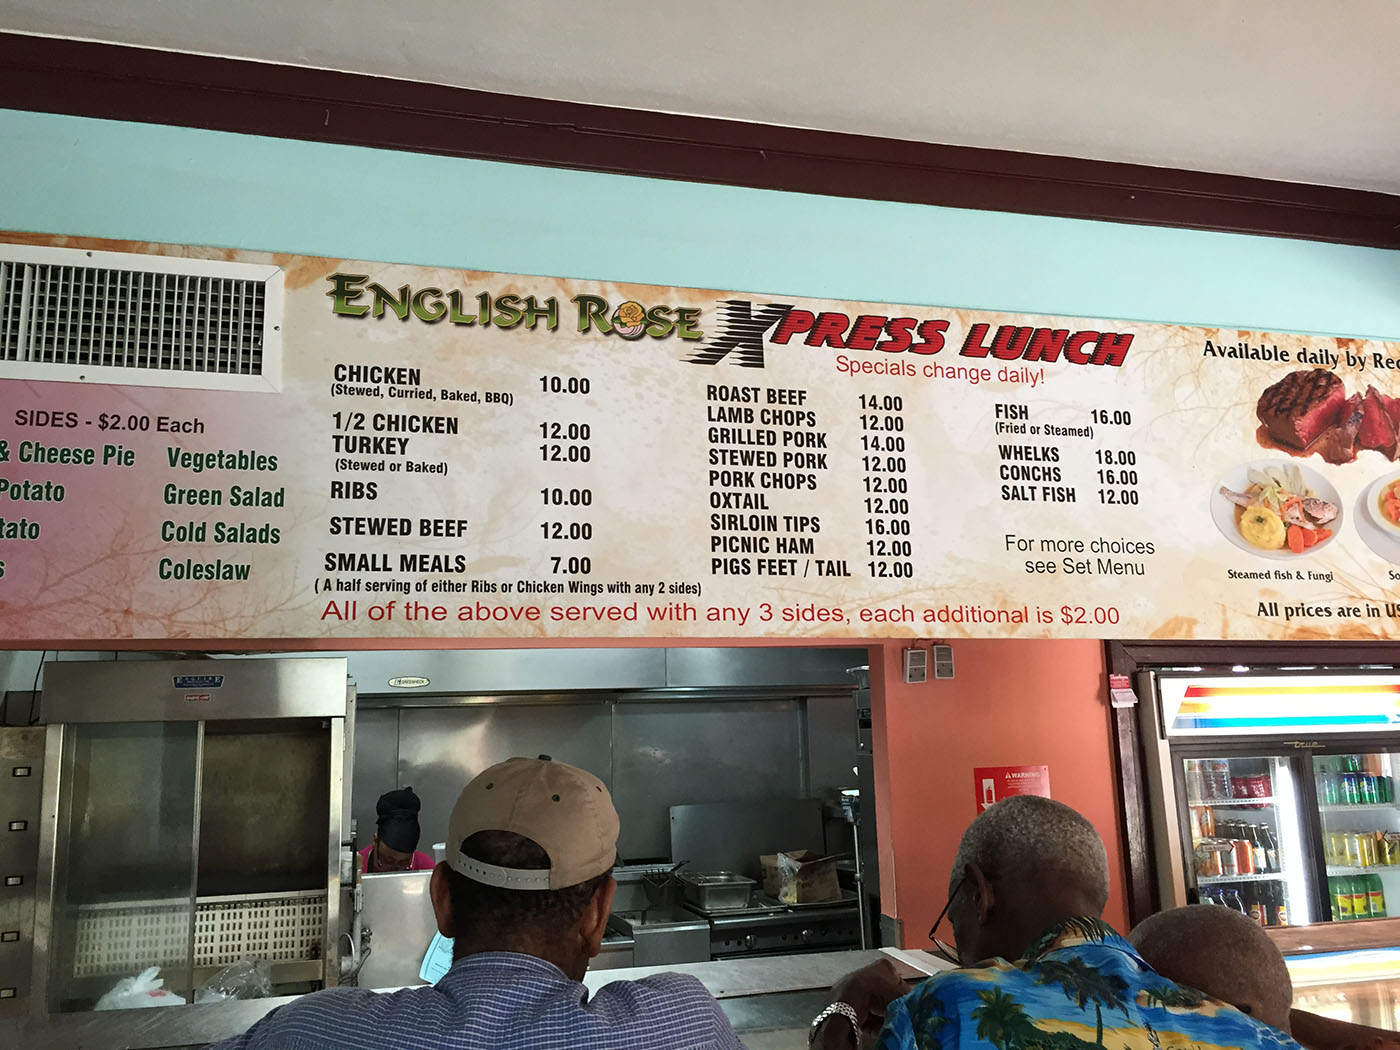 ENGLISH ROSE XPRESS LUNCH
Specials change daily!
SIDES - $2.00 Each
& Cheese Pie
Potato
Vegetables
Green Salad
Cold Salads
Coleslaw
CHICKEN 10.00
(Stewed, Curried, Baked, BBQ)
1/2 CHICKEN 12.00
TURKEY 12.00
(Stewed or Baked)
RIBS 10.00
STEWED BEEF 12.00
SMALL MEALS 7.00
( A half serving of either Ribs or Chicken Wings with any 2 sides)
ROAST BEEF 14.00
LAMB CHOPS 12.00
GRILLED PORK 14.00
STEWED PORK 12.00
PORK CHOPS 12.00
OXTAIL 12.00
SIRLOIN TIPS 16.00
PICNIC HAM 12.00
PIGS FEET / TAIL 12.00
FISH 16.00
(Fried or Steamed)
WHELKS 18.00
CONCHS 16.00
SALT FISH 12.00
For more choices
see Set Menu
All of the above served with any 3 sides, each additional is $2.00
Available daily by
Steamed fish & Fungi
All prices are in
WARNING
true